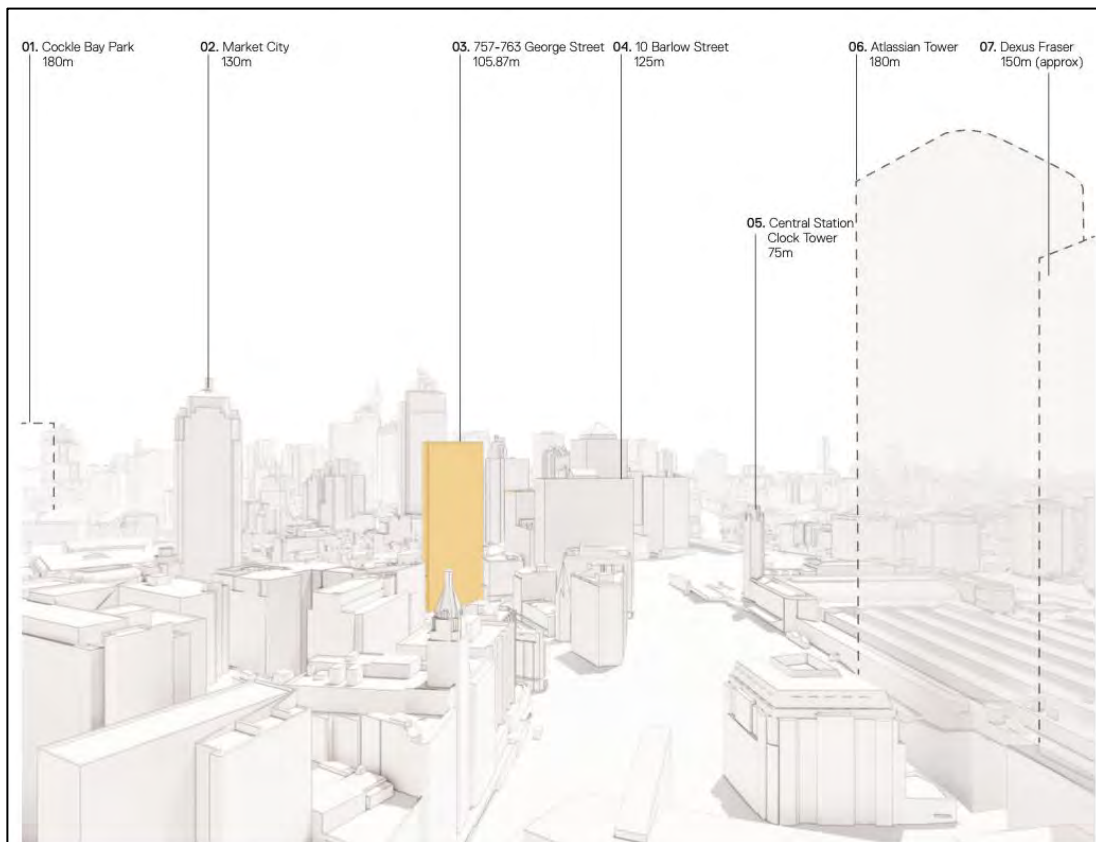 01. Cockle Bay Park
180m
02. Market City
130m
03. 757-763 George Street
105.87m
04. 10 Barlow Street
125m
06. Atlassian Tower
180m
07. Dexus Fraser
150m (approx)
05. Central Station
Clock Tower
75m